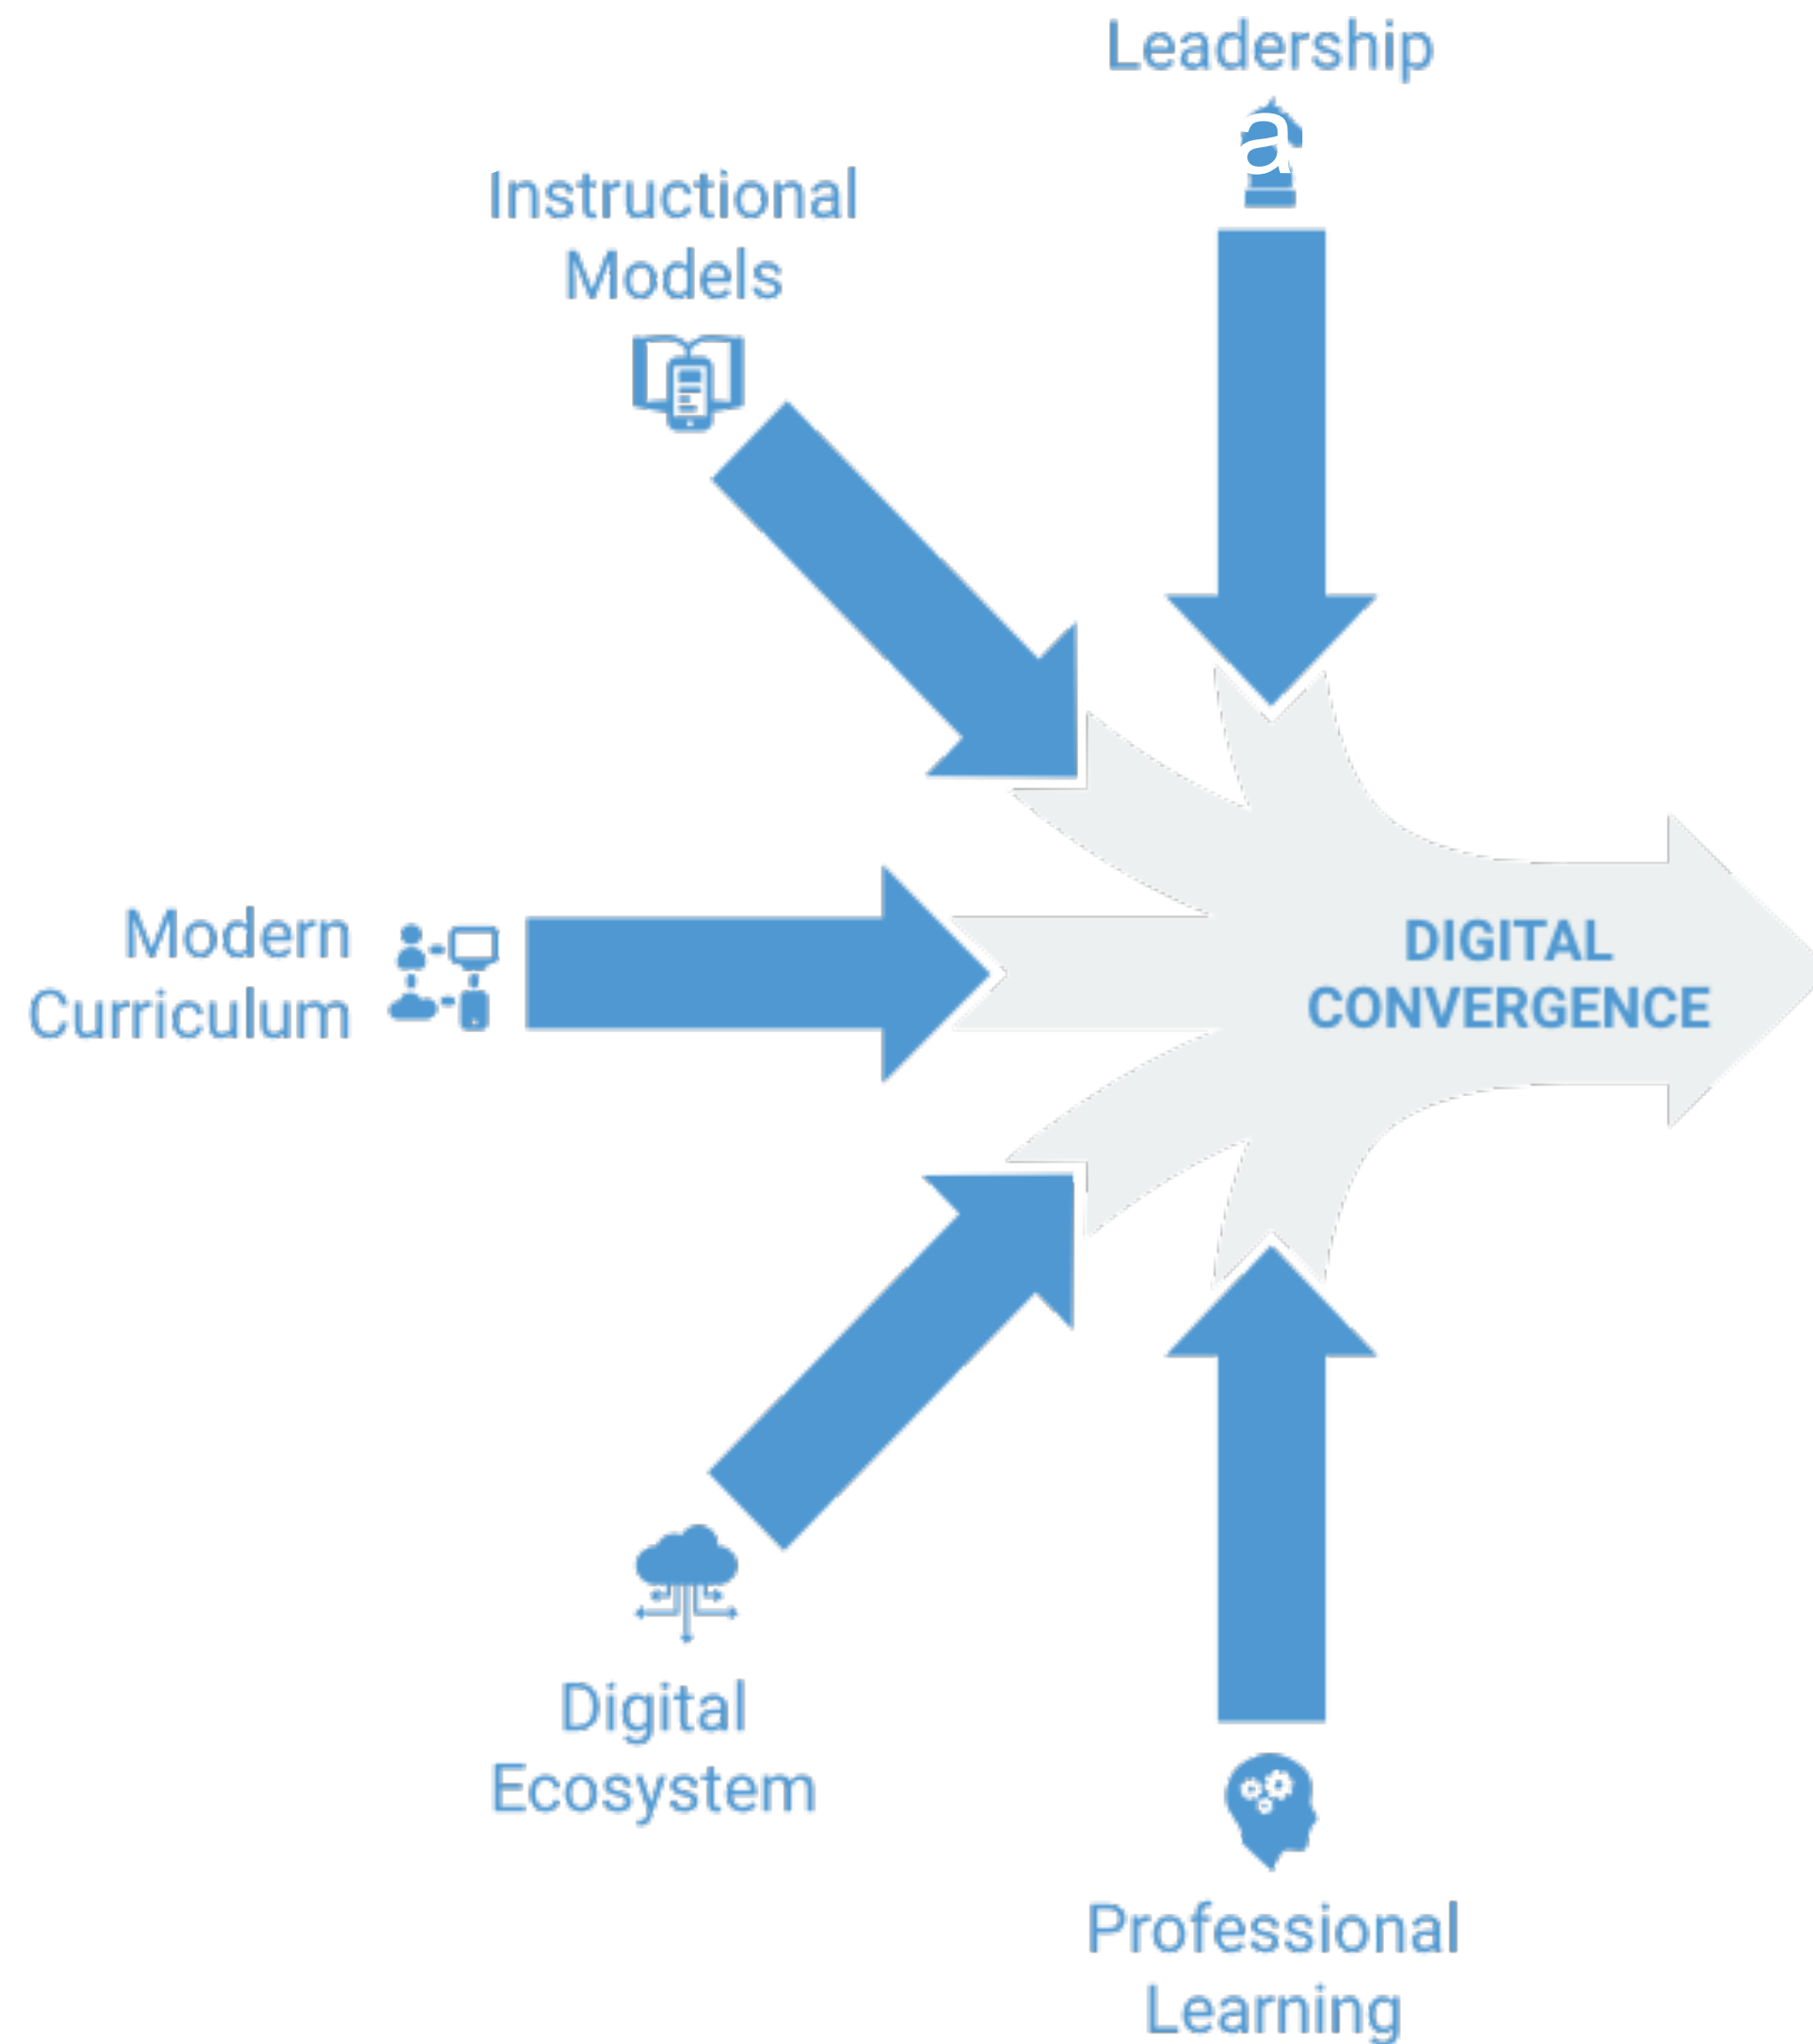 Leadership
a
Instructional
Models
Modern
Curriculum
DIGITAL
CONVERGENCE
Digital
Ecosystem
Professional
Learning